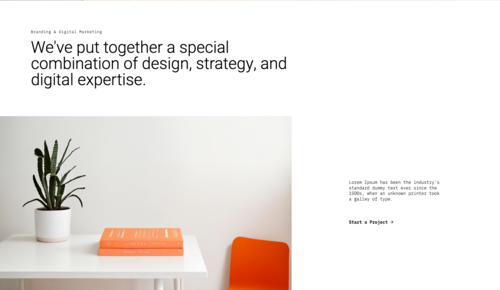 Branding & Digital Marketing
We've put together a special
combination of design, strategy, and
digital expertise.
Lorem Ipsum has been the industry's
standard dummy text ever since the
1500s, when an unknown printer took
a galley of type.
Start a Project →